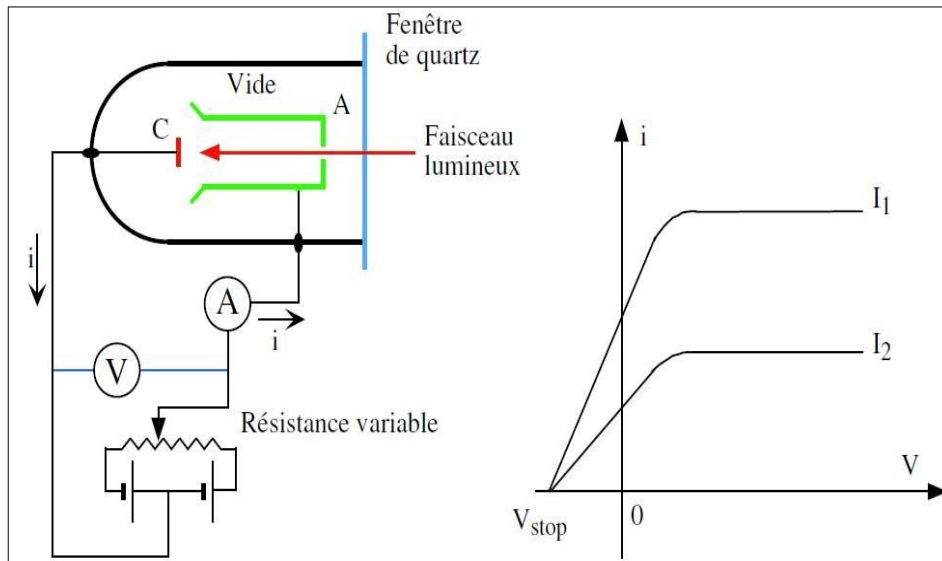 Fenêtre
de quartz
Vide
A
C
Faisceau
lumineux
i
A
i
V
Résistance variable
i
I1
I2
V
Vstop
0